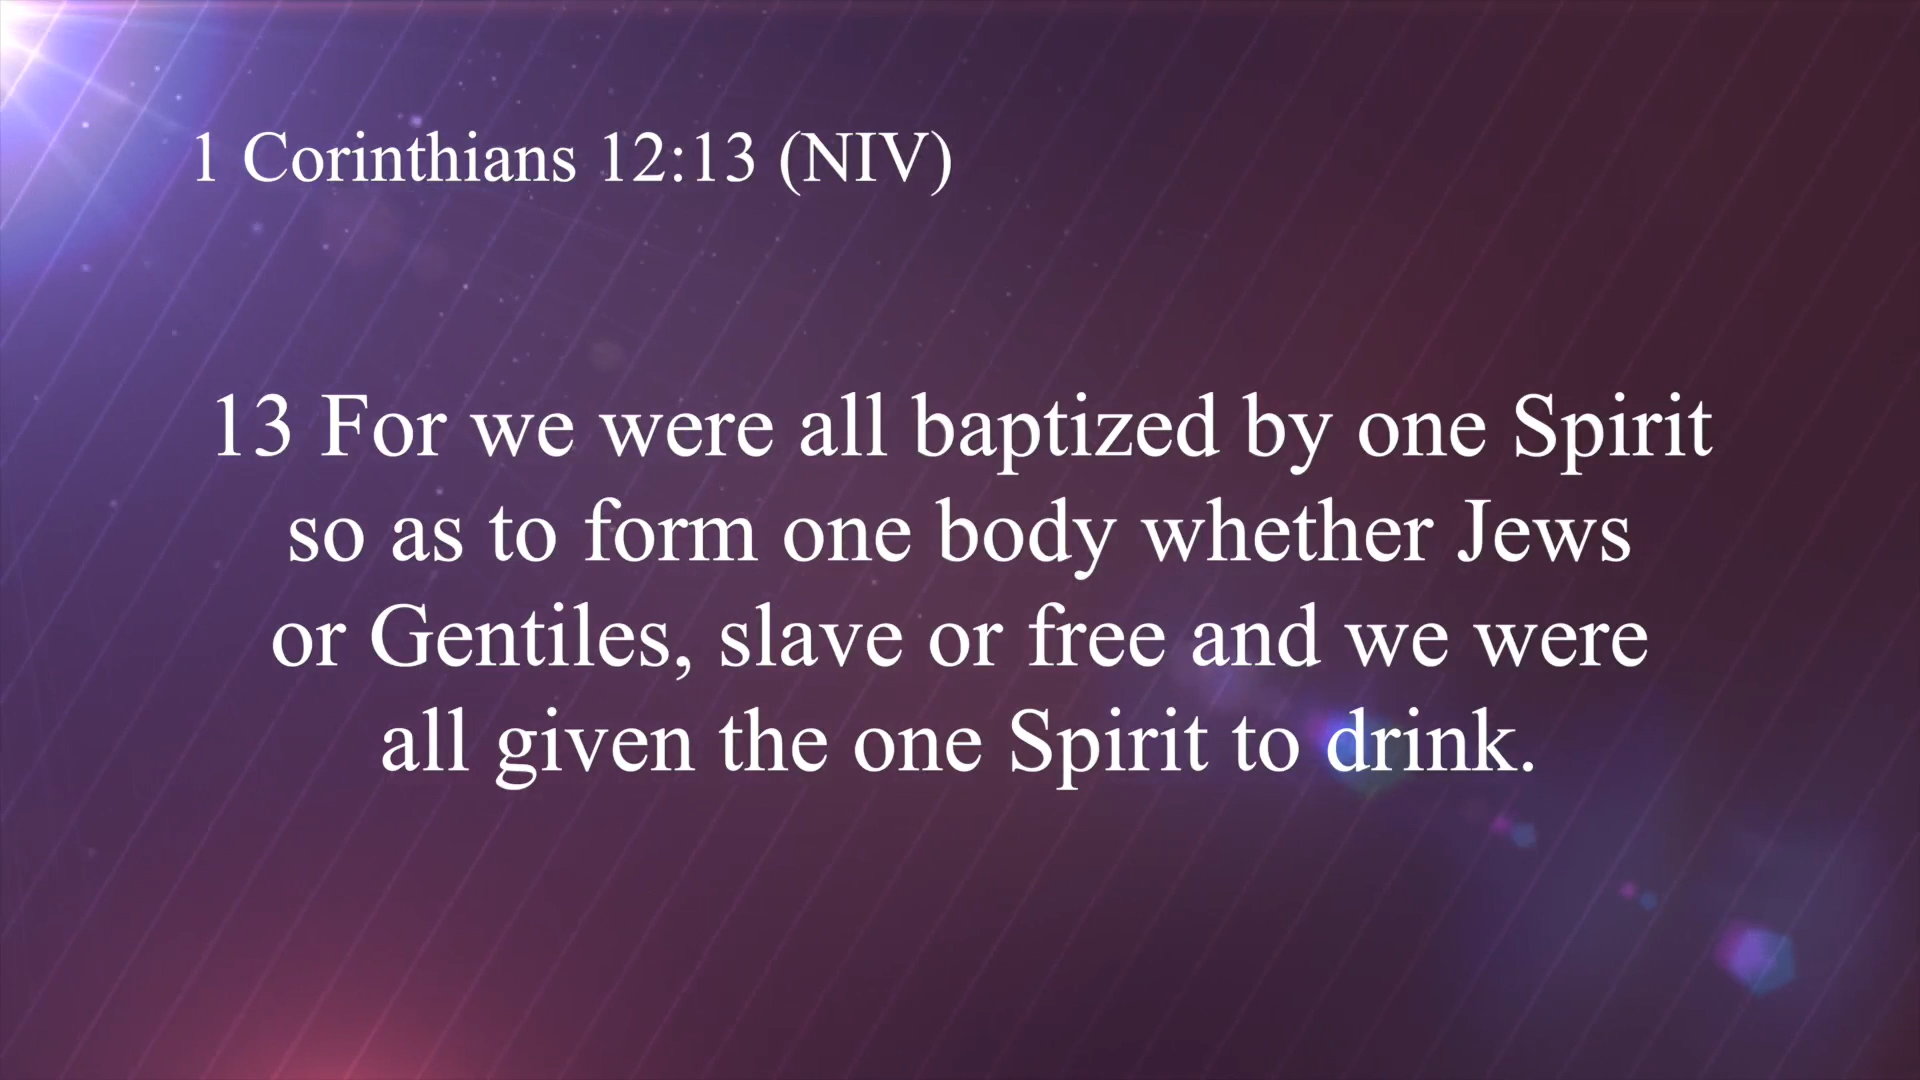 1 Corinthians 12:13 (NIV)
13 For we were all baptized by one Spirit
so as to form one body whether Jews
or Gentiles, slave or free and we were
all given the one Spirit to drink.